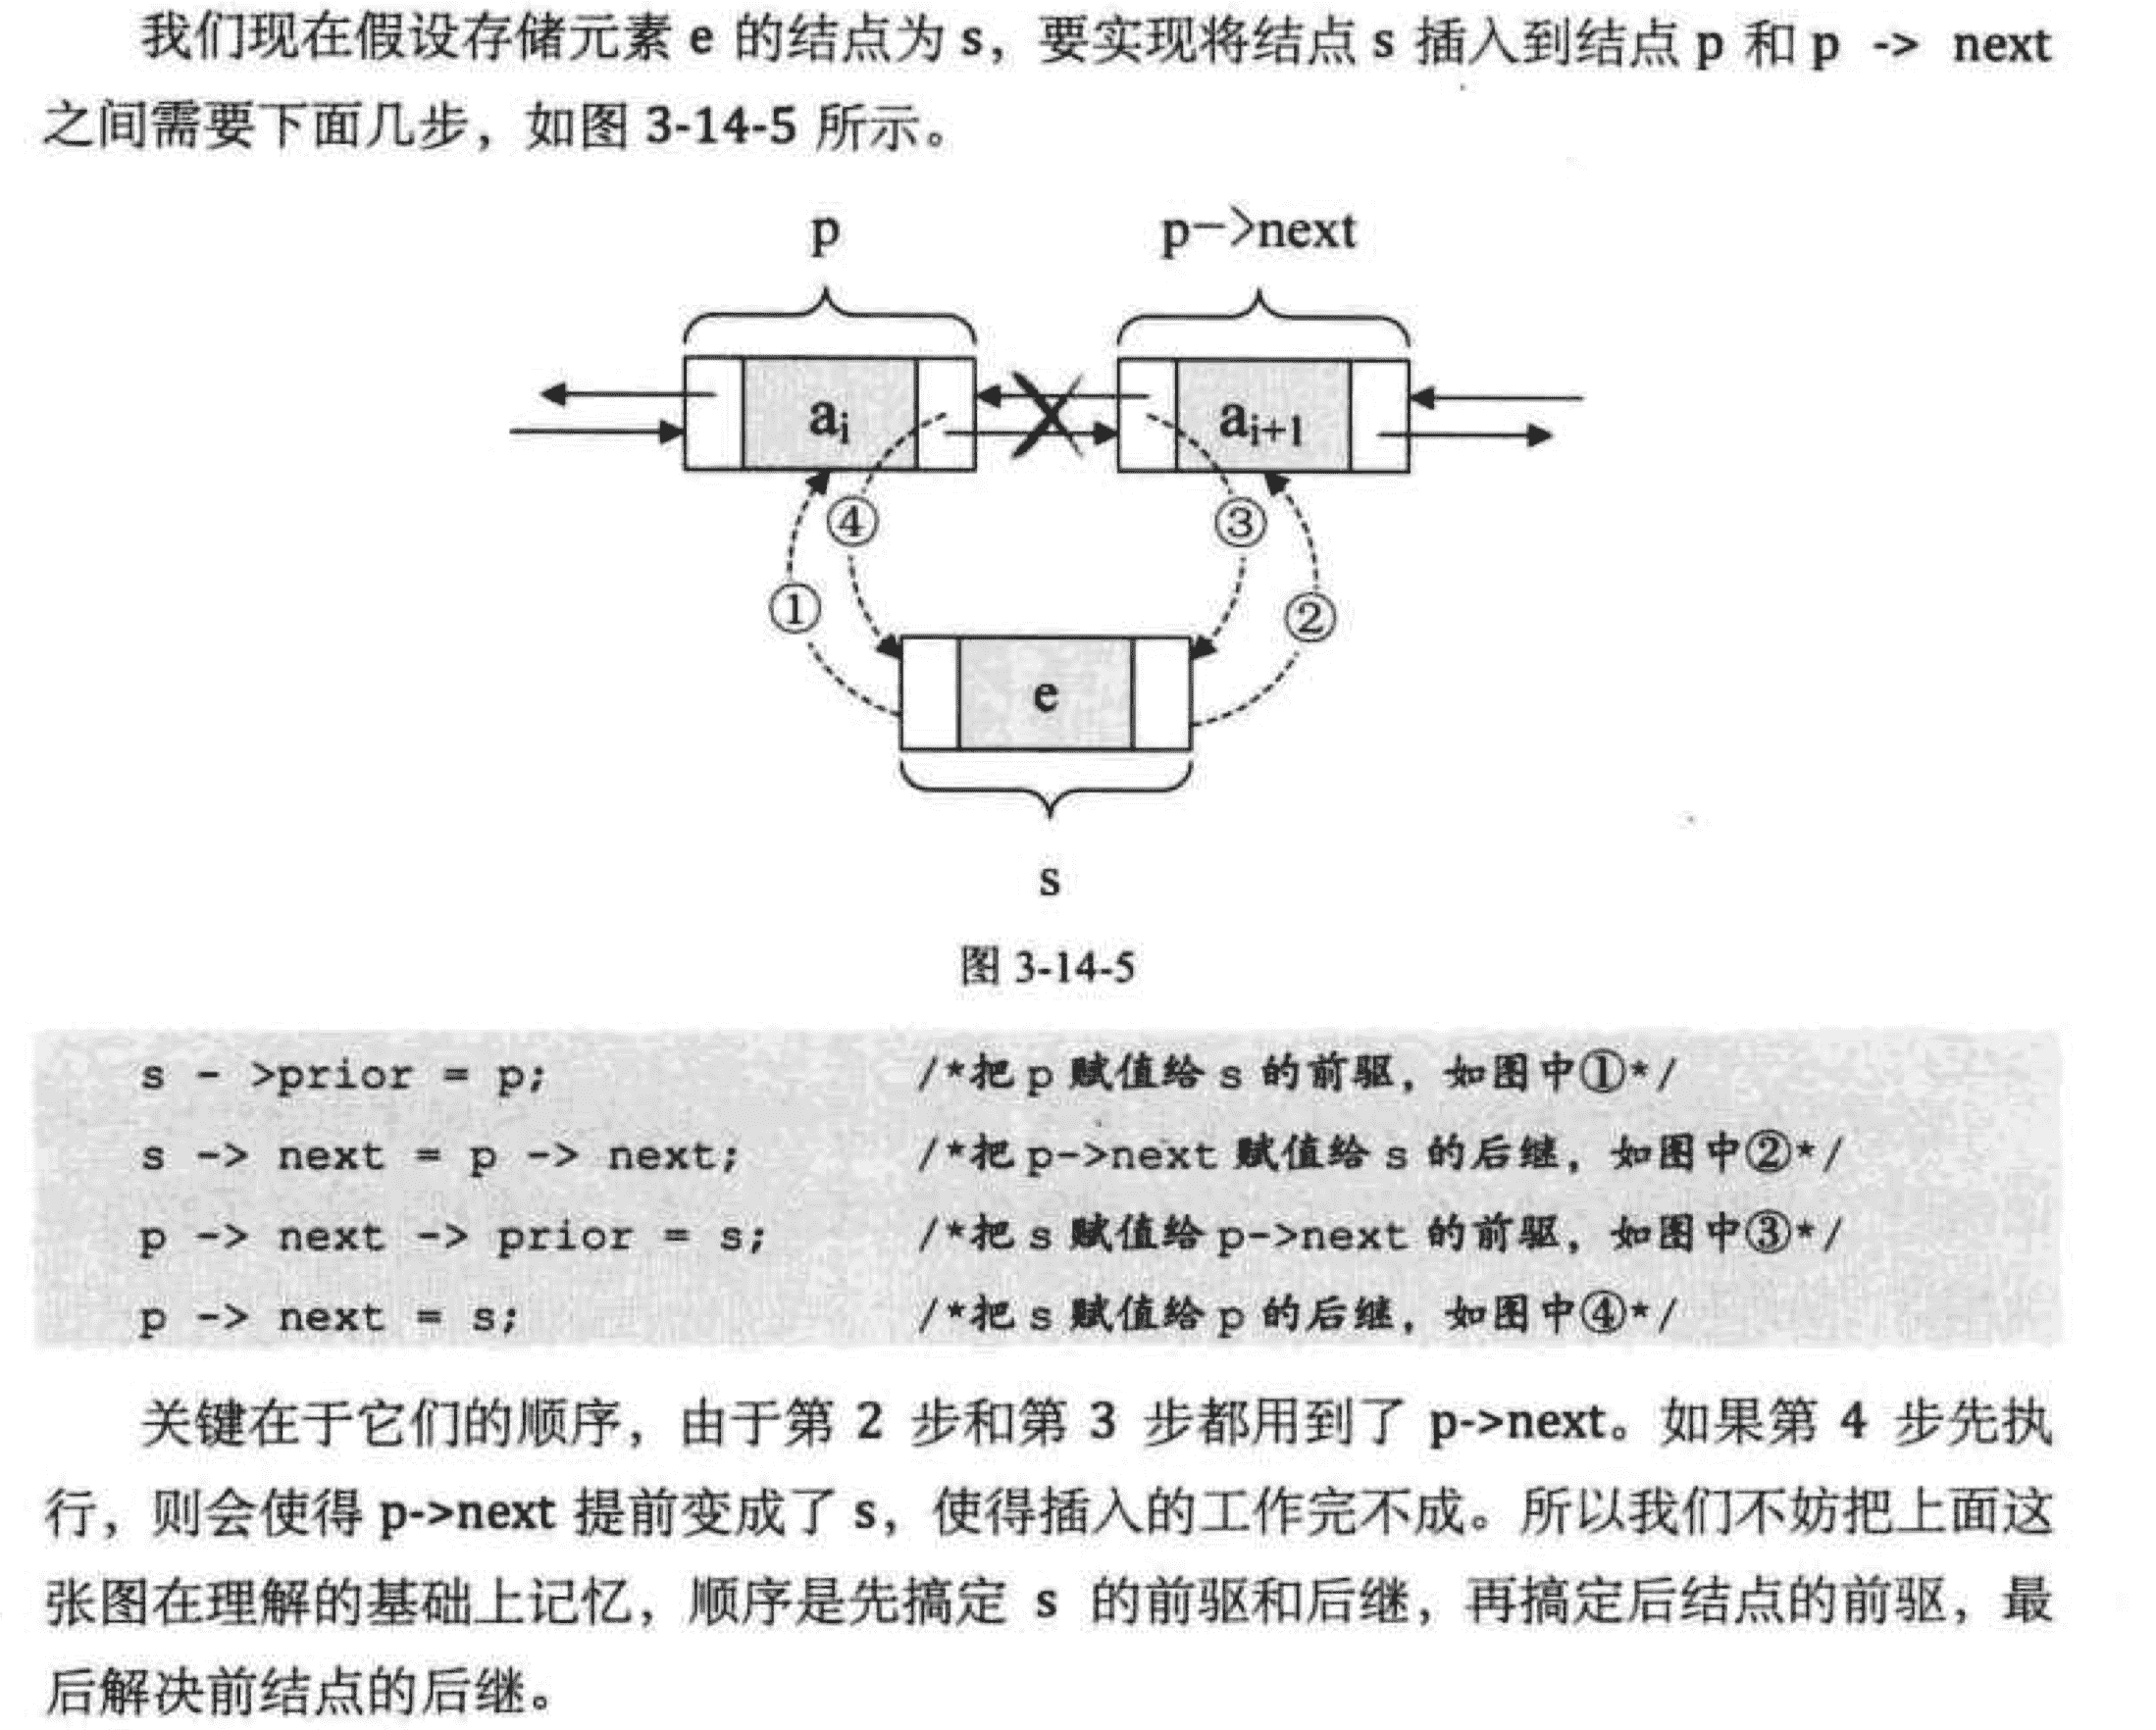 我们现在假设存储元素 e 的结点为 s，要实现将结点 s 插入到结点 p 和 p -> next
之间需要下面几步，如图 3-14-5 所示。
p
p->next
ai
ai+1
④
③
①
②
e
s
图 3-14-5
s - >prior = p; /*把 p 赋值给 s 的前驱，如图中①*/
s -> next = p -> next; /*把 p->next 赋值给 s 的后继，如图中②*/
p -> next -> prior = s; /*把 s 赋值给 p->next 的前驱，如图中③*/
p -> next = s; /*把 s 赋值给 p 的后继，如图中④*/
关键在于它们的顺序，由于第 2 步和第 3 步都用到了 p->next。如果第 4 步先执
行，则会使得 p->next 提前变成了 s，使得插入的工作完不成。所以我们不妨把上面这
张图在理解的基础上记忆，顺序是先搞定 s 的前驱和后继，再搞定后结点的前驱，最
后解决前结点的后继。